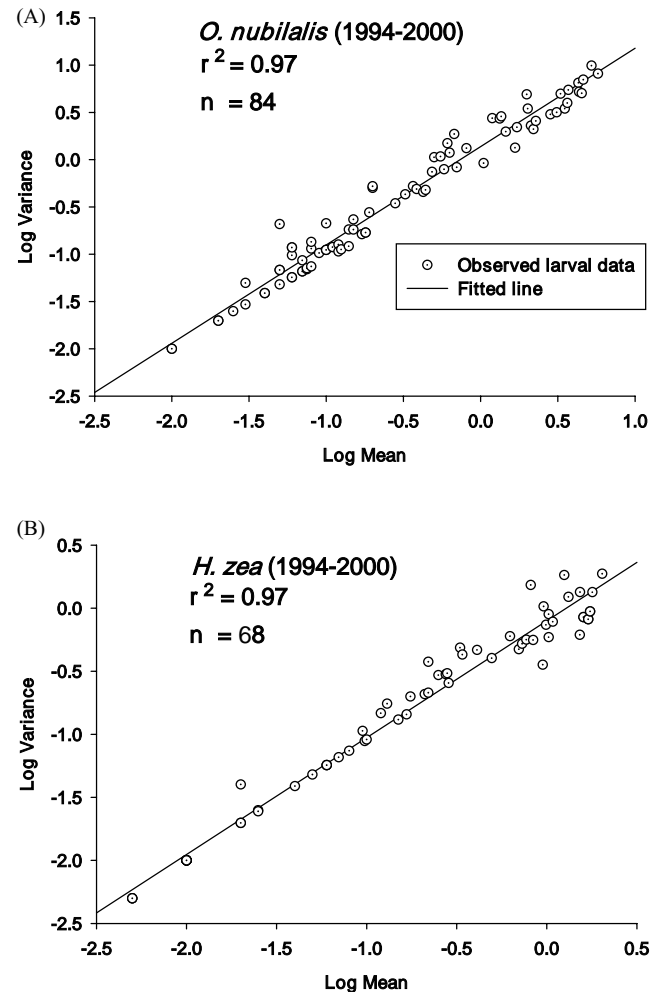 (A)
O. nubilalis (1994-2000)
r 2 = 0.97
n = 84
1.5
1.0
0.5
0.0
-0.5
-1.0
-1.5
-2.0
-2.5
Log Variance
Observed larval data
Fitted line
-2.5 -2.0 -1.5 -1.0 -0.5 0.0 0.5 1.0
Log Mean
(B)
H. zea (1994-2000)
r 2 = 0.97
n = 68
0.5
0.0
-0.5
-1.0
-1.5
-2.0
-2.5
Log Variance
-2.5 -2.0 -1.5 -1.0 -0.5 0.0 0.5
Log Mean